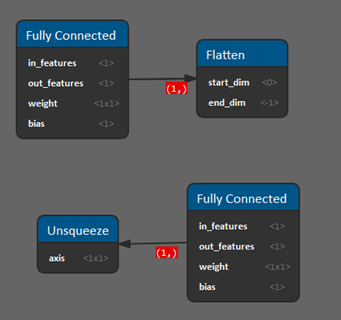 Fully Connected
in_features <1>
out_features <1>
weight <1x1>
bias <1>
Flatten
start_dim <0>
end_dim <-1>
(1,)
Fully Connected
in_features <1>
out_features <1>
weight <1x1>
bias <1>
Unsqueeze
axis <1x1>
(1,)